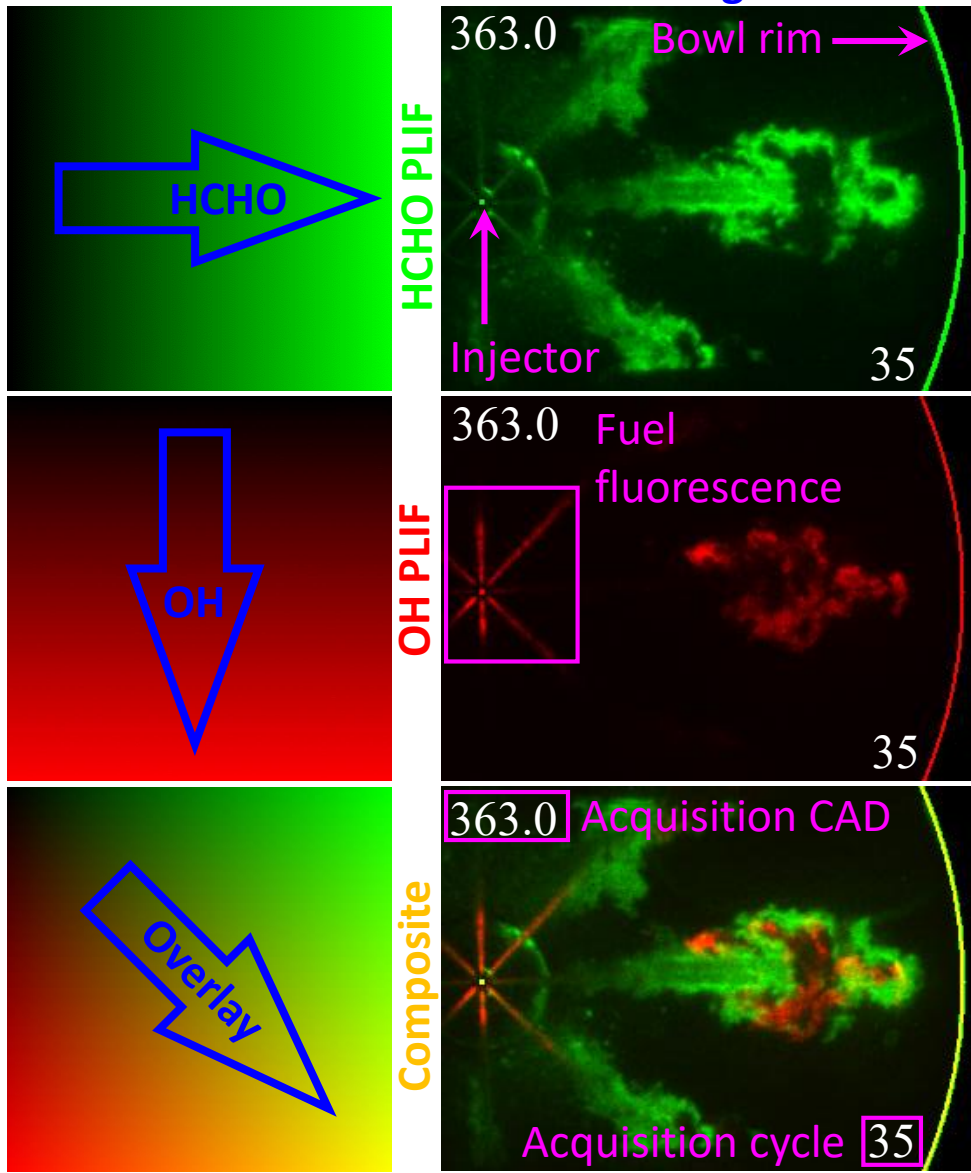 HCHO
HCHO PLIF
363.0
Bowl rim
Injector
35
OH
OH PLIF
363.0
Fuel
fluorescence
35
Overlay
Composite
363.0 Acquisition CAD
Acquisition cycle 35